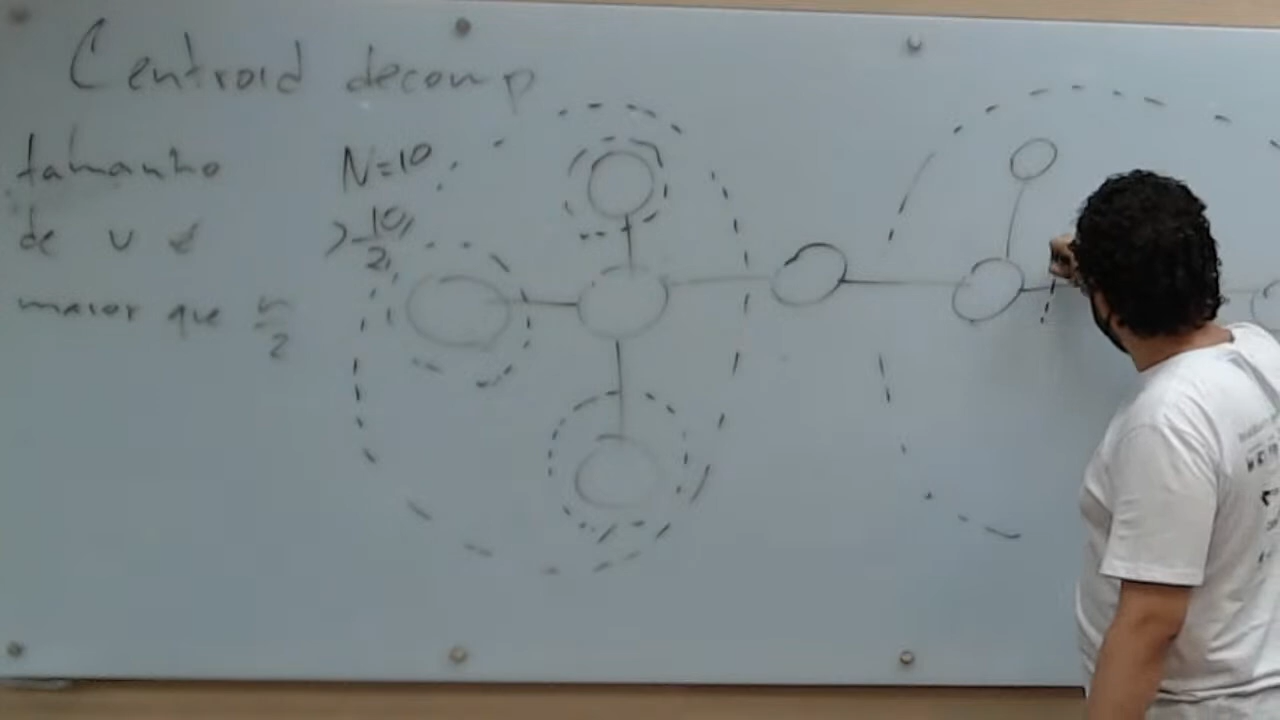 Centroid decomp
tamanho
de v é
maior que n/2
N=10
>10/2